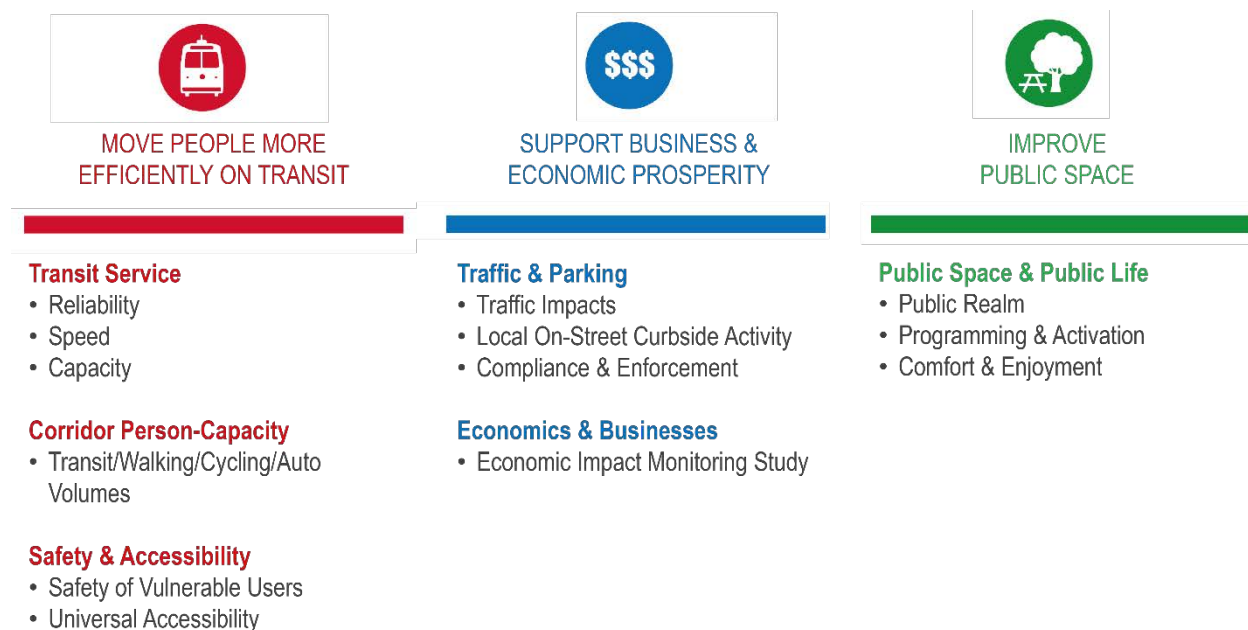 $$$
MOVE PEOPLE MORE
EFFICIENTLY ON TRANSIT
SUPPORT BUSINESS &
ECONOMIC PROSPERITY
IMPROVE
PUBLIC SPACE
Transit Service
• Reliability
• Speed
• Capacity
Corridor Person-Capacity
• Transit/Walking/Cycling/Auto
Volumes
Safety & Accessibility
• Safety of Vulnerable Users
• Universal Accessibility
Traffic & Parking
• Traffic Impacts
• Local On-Street Curbside Activity
• Compliance & Enforcement
Economics & Businesses
• Economic Impact Monitoring Study
Public Space & Public Life
• Public Realm
• Programming & Activation
• Comfort & Enjoyment